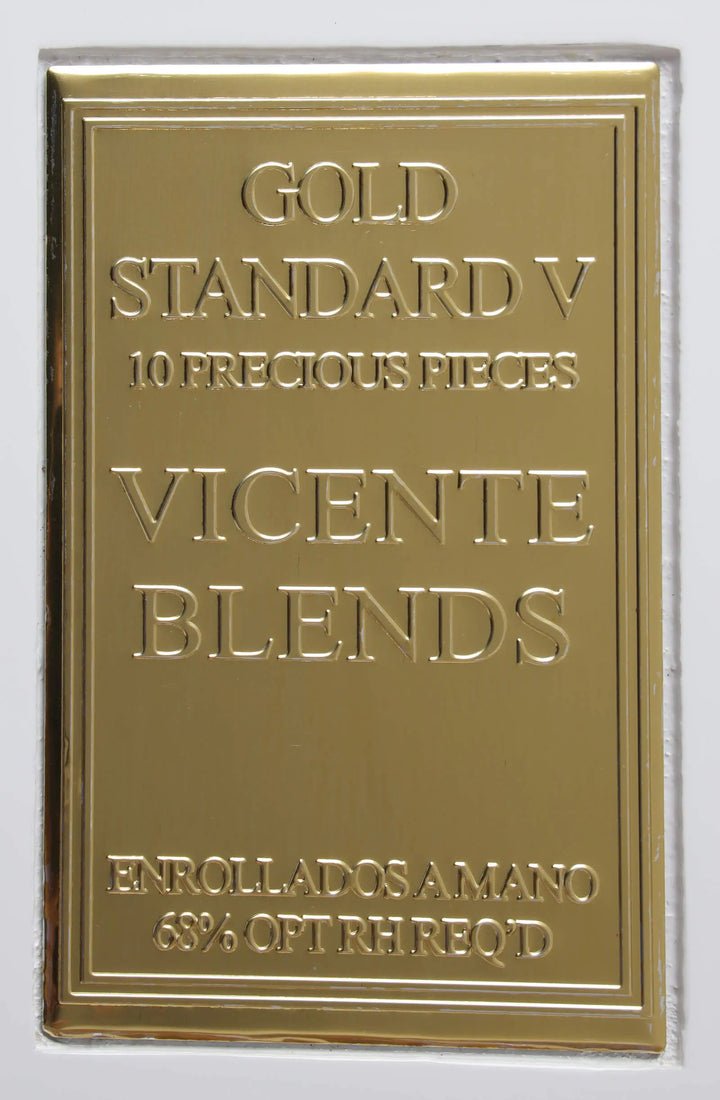 GOLD
STANDARD V
10 PRECIOUS PIECES
VICENTE
BLENDS
ENROLLADOS A MANO
68% OPT RH REQ'D